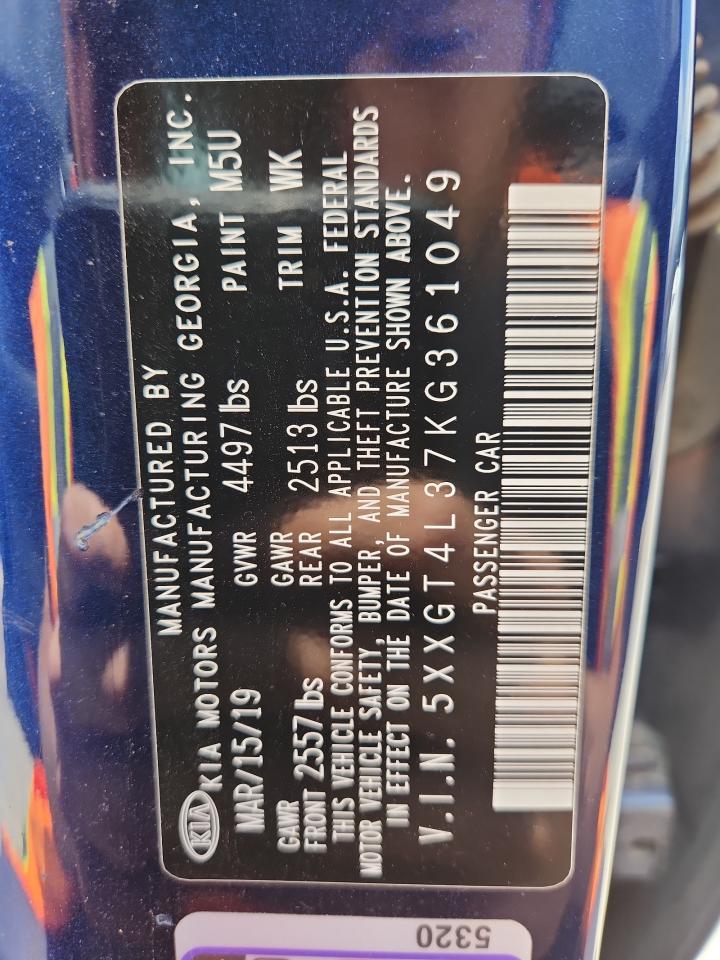 MANUFACTURED BY
KIA KIA MOTORS MANUFACTURING GEORGIA, INC.
MAR/15/19 GVWR 4497 lbs PAINT M5U
GAWR FRONT 2557 lbs GAWR REAR 2513 lbs TRIM WK
THIS VEHICLE CONFORMS TO ALL APPLICABLE U.S.A. FEDERAL
MOTOR VEHICLE SAFETY, BUMPER, AND THEFT PREVENTION STANDARDS
IN EFFECT ON THE DATE OF MANUFACTURE SHOWN ABOVE.
V.I.N. 5XXGT4L37KG361049
PASSENGER CAR
5320